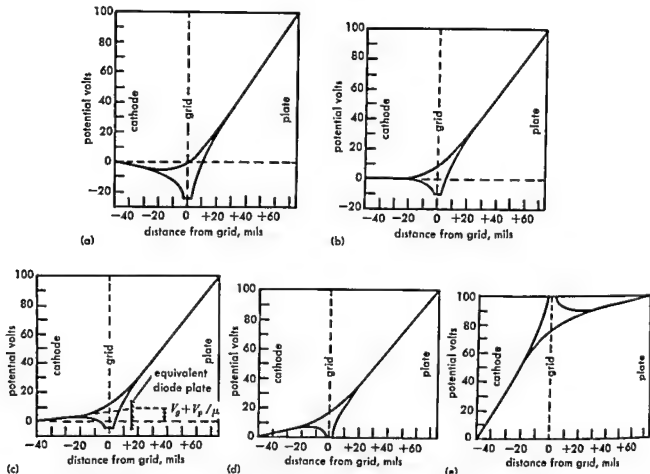 100
80
60
40
20
0
−20
potential volts
cathode
grid
plate
−40 −20 0 +20 +40 +60
(a)
distance from grid, mils
100
80
60
40
20
0
−20
potential volts
cathode
grid
plate
−40 −20 0 +20 +40 +60
(b)
distance from grid, mils
100
80
60
40
20
0
potential volts
cathode
grid
plate
equivalent
diode plate
−40 −20 0 +20 +40 +60
(c)
distance from grid, mils
100
80
60
40
20
0
potential volts
cathode
grid
plate
−40 −20 0 +20 +40 +60
(d)
distance from grid, mils
100
80
60
40
20
0
potential volts
cathode
grid
plate
−40 −20 0 +20 +40 +60
distance from grid, mils